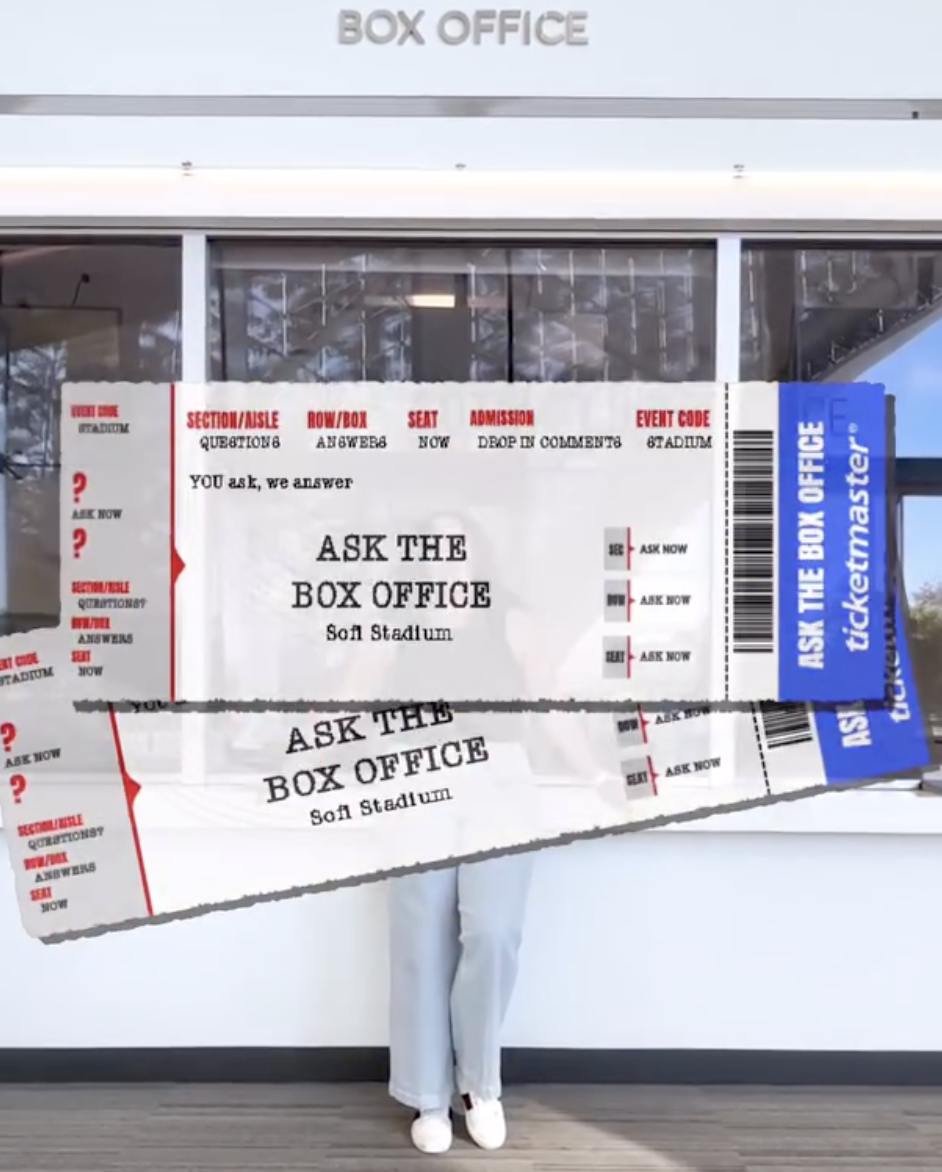 BOX OFFICE
EVENT CODE
STADIUM
?
ASK NOW
?
SECTION/AISLE
QUESTIONS?
ROW/BOX
ANSWERS
SEAT
NOW
SECTION/AISLE ROW/BOX SEAT ADMISSION EVENT CODE
QUESTIONS ANSWERS NOW DROP IN COMMENTS STADIUM
YOU ask, we answer
ASK THE
BOX OFFICE
Sofi Stadium
SEC ASK NOW
ROW ASK NOW
SEAT ASK NOW
ASK THE BOX OFFICE
ticketmaster®
STADIUM
?
ASK NOW
?
SECTION/AISLE
QUESTIONS?
ROW/BOX
ANSWERS
SEAT
NOW
YOU
ASK THE
BOX OFFICE
Sofi Stadium
ROW ASK NOW
SEAT ASK NOW
ASK